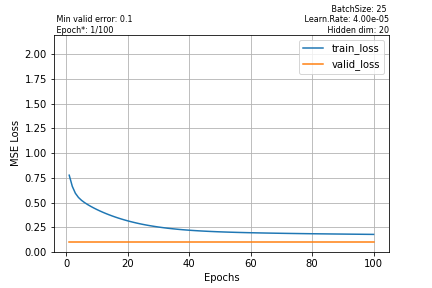 BatchSize: 25
Min valid error: 0.1
Learn.Rate: 4.00e-05
Epoch*: 1/100
Hidden dim: 20
train_loss
valid_loss
2.00
1.75
1.50
1.25
1.00
0.75
0.50
0.25
0.00
MSE Loss
0
20
40
60
80
100
Epochs